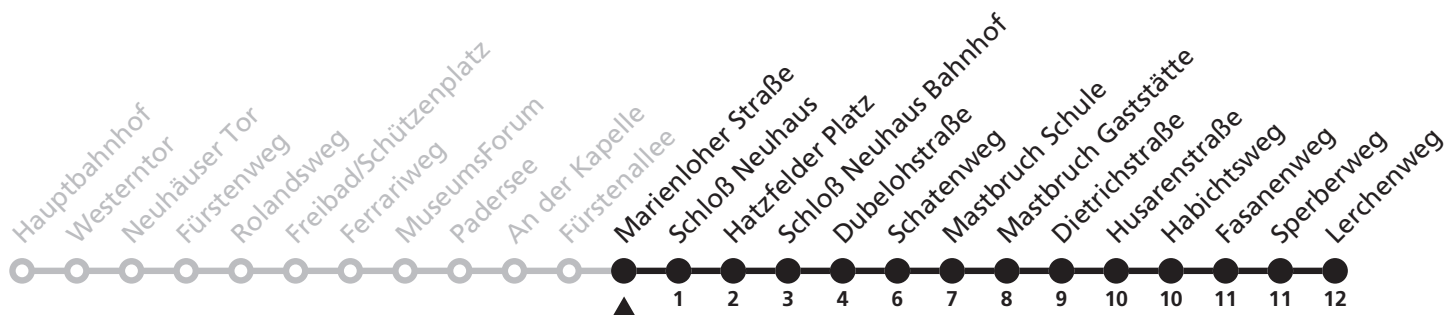 Hauptbahnhof
Westerntor
Neuhäuser Tor
Fürstenweg
Rolandsweg
Freibad/Schützenplatz
Ferrariweg
MuseumsForum
Padersee
An der Kapelle
Fürstenallee
Marienloher Straße
Schloß Neuhaus
Hatzfelder Platz
Schloß Neuhaus Bahnhof
Dubelohstraße
Schatenweg
Mastbruch Schule
Mastbruch Gaststätte
Dietrichstraße
Husarenstraße
Habichtsweg
Fasanenweg
Sperberweg
Lerchenweg
1 2 3 4 6 7 8 9 10 10 11 11 12